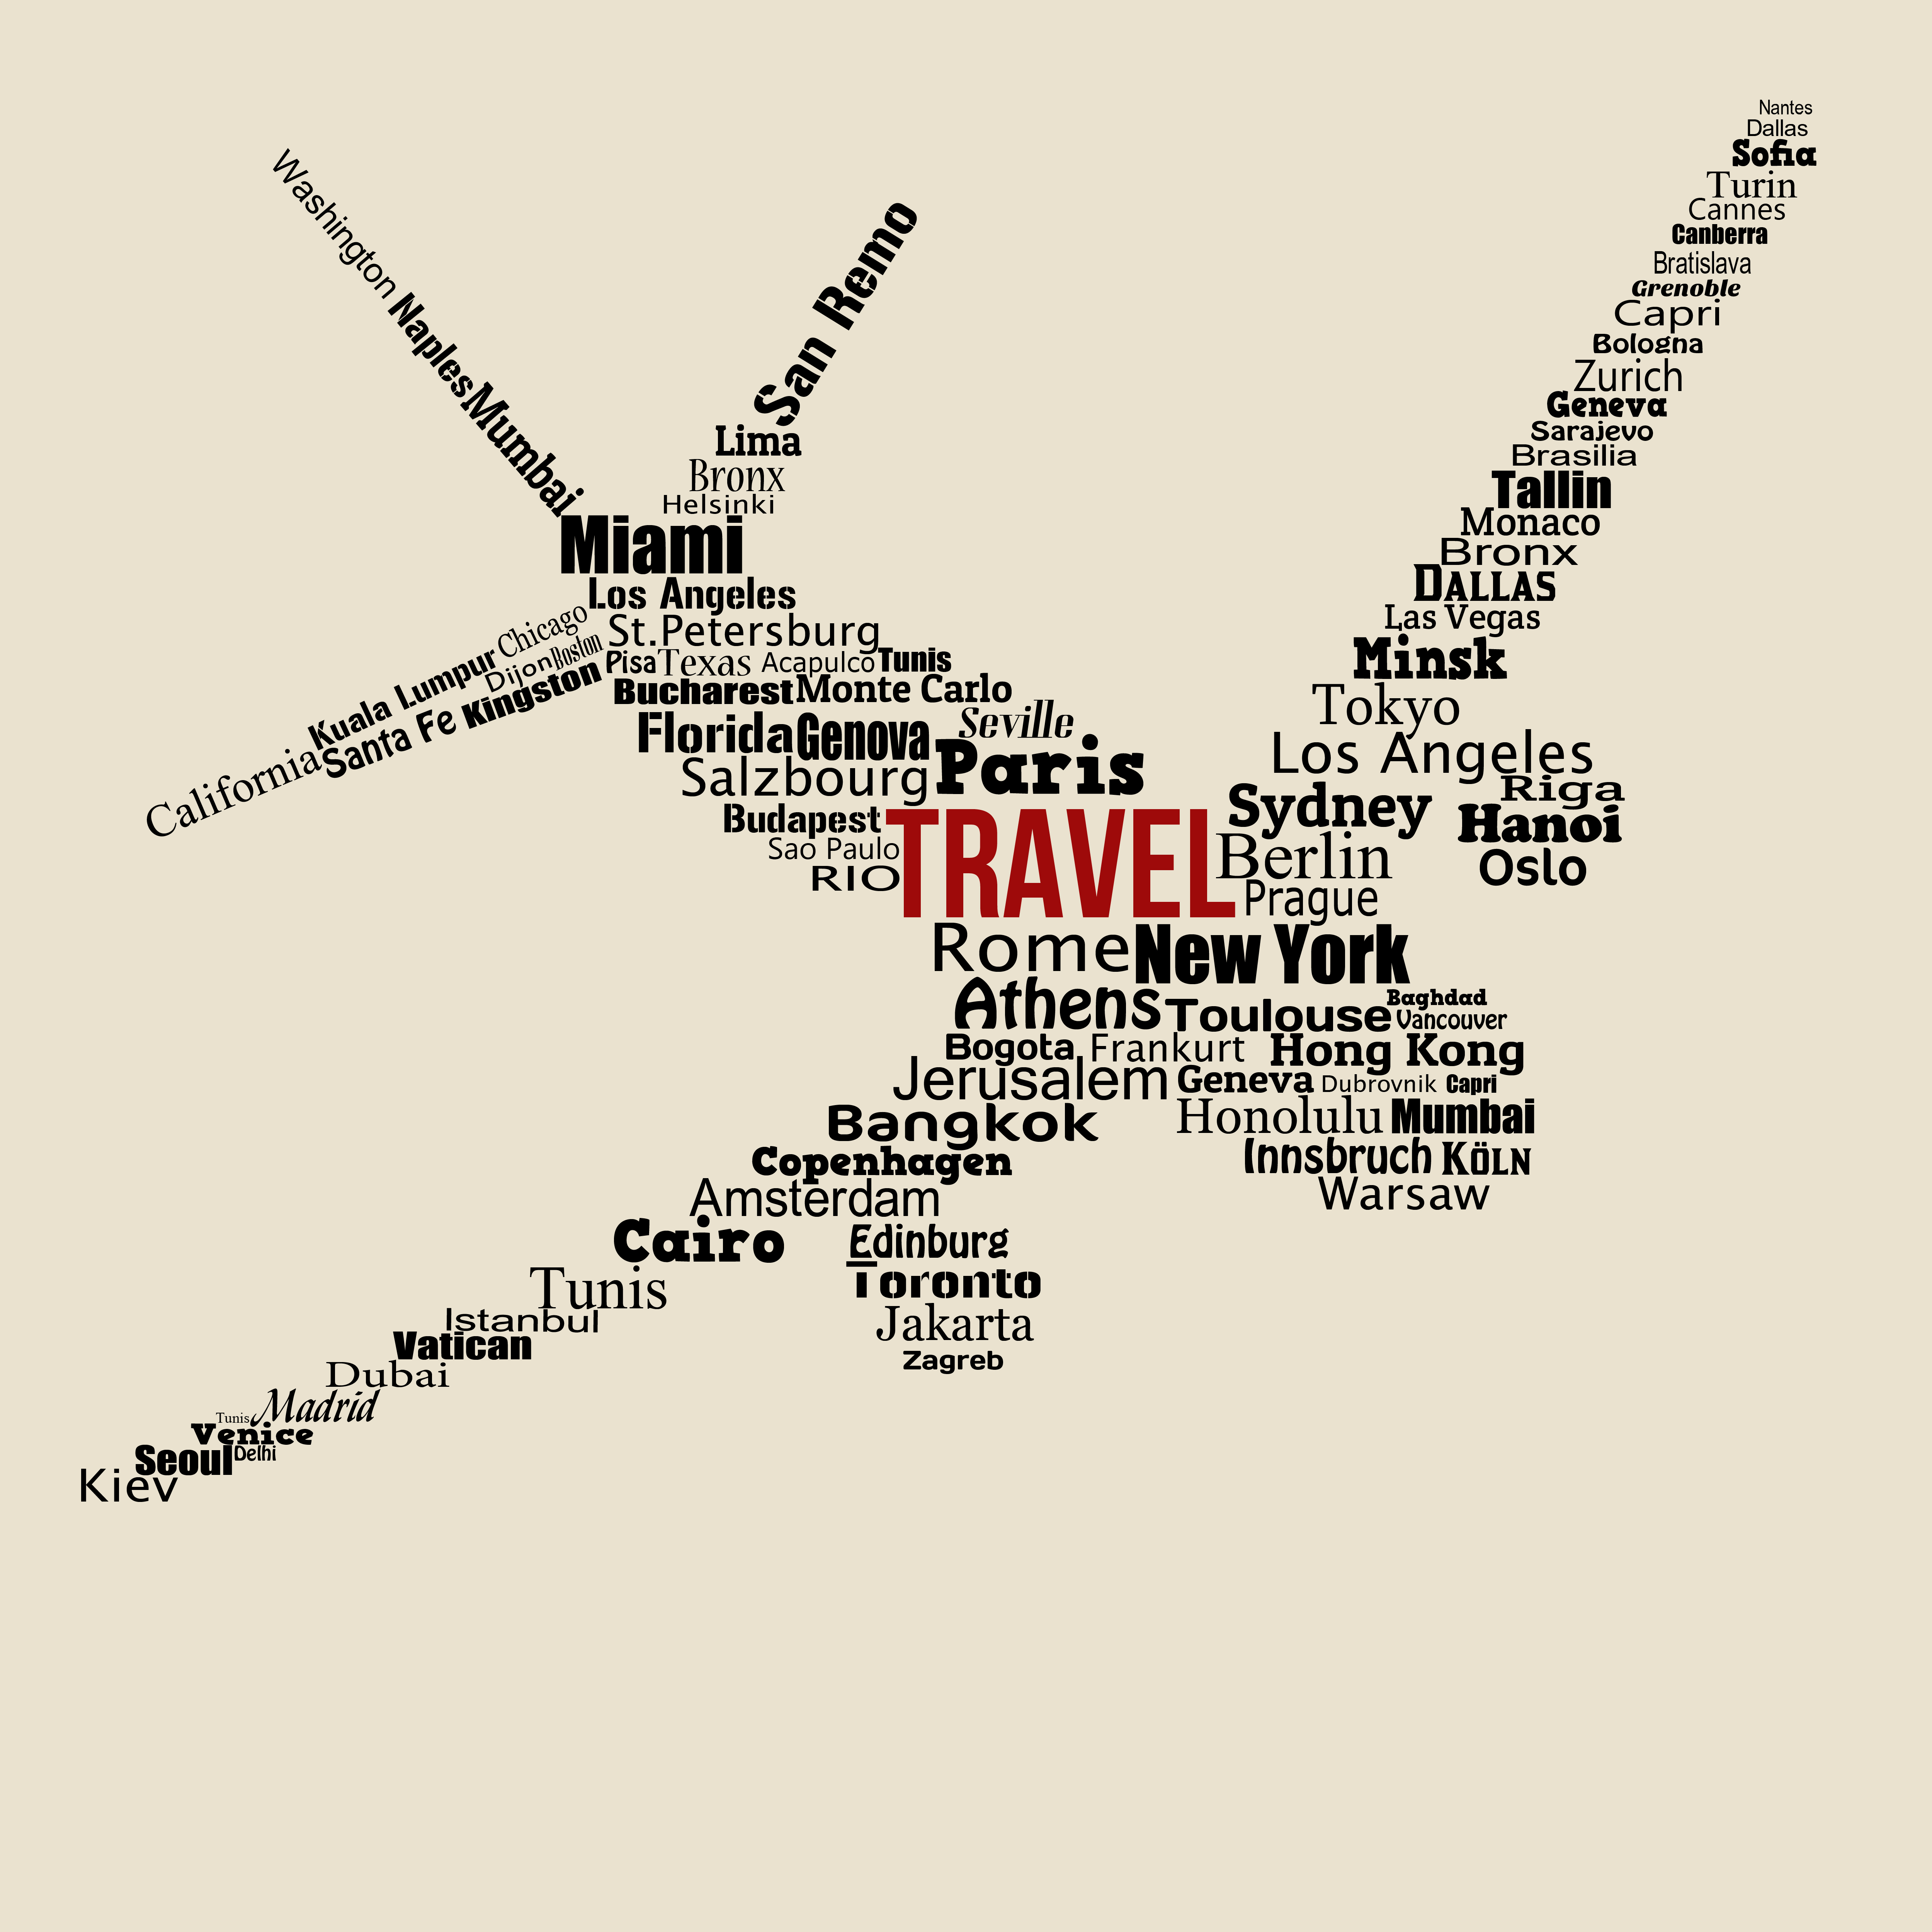 Nantes
Dallas
Sofia
Turin
Cannes
Canberra
Bratislava
Grenoble
Capri
Bologna
Zurich
Geneva
Sarajevo
Brasilia
Tallin
Monaco
Bronx
DALLAS
Las Vegas
Minsk
Tokyo
Los Angeles
Riga
Sydney
Hanoi
Berlin
Oslo
Prague
Washington Naples Mumbai
San Remo
Lima
Bronx
Helsinki
Miami
Los Angeles
St.Petersburg
Kuala Lumpur Chicago
Dijon Boston
California Santa Fe Kingston
Pisa Texas Acapulco Tunis
Bucharest Monte Carlo
Florida Genova Seville
Salzbourg Paris
Budapest
Sao Paulo
RIO
TRAVEL
Rome New York
Athens Toulouse Baghdad
Vancouver
Bogota Frankurt Hong Kong
Jerusalem Geneva Dubrovnik Capri
Bangkok Honolulu Mumbai
Copenhagen Innsbruch KÖLN
Amsterdam Warsaw
Cairo Edinburg
Tunis Toronto
Istanbul Jakarta
Vatican Zagreb
Dubai
Tunis Madrid
Venice
Seoul Delhi
Kiev